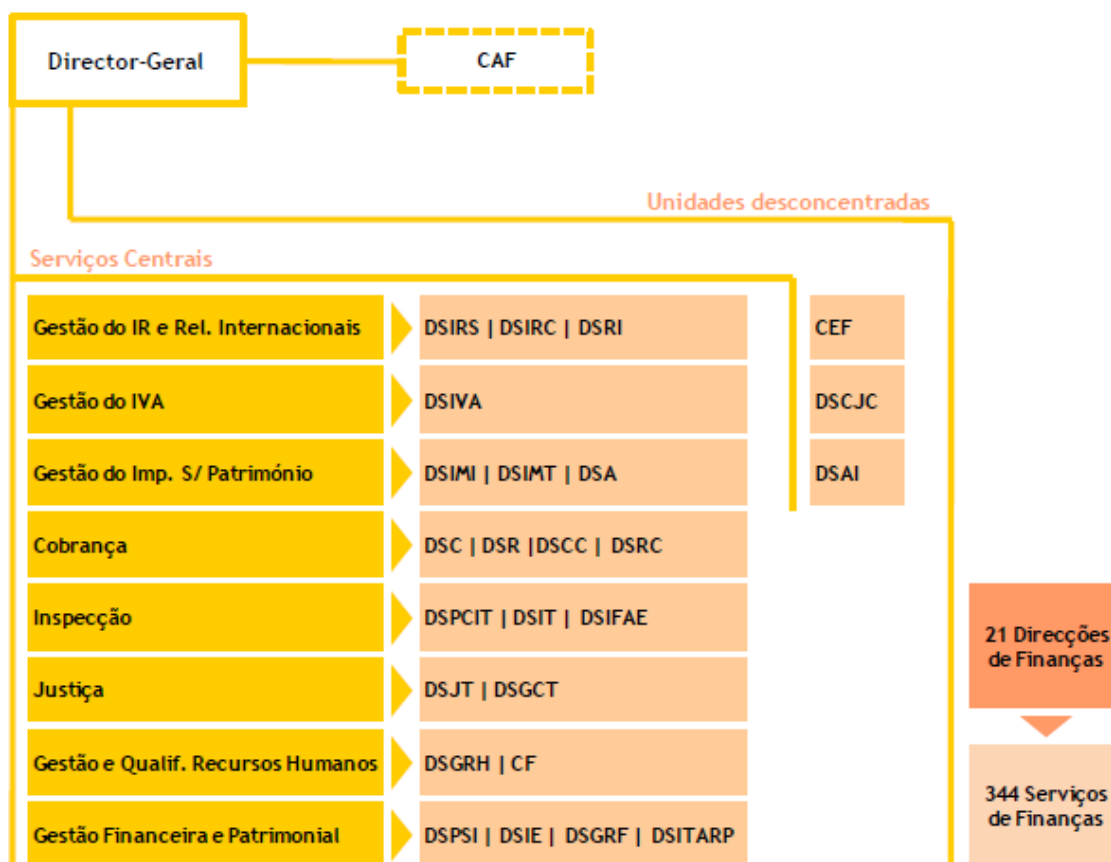 Director-Geral
CAF
Unidades desconcentradas
Serviços Centrais
Gestão do IR e Rel. Internacionais
DSIRS | DSIRC | DSRI
CEF
Gestão do IVA
DSIVA
DSCJC
Gestão do Imp. S/ Património
DSIMI | DSIMT | DSA
DSAI
Cobrança
DSC | DSR |DSCC | DSRC
Inspecção
DSPCIT | DSIT | DSIFAE
Justiça
DSJT | DSGCT
Gestão e Qualif. Recursos Humanos
DSGRH | CF
Gestão Financeira e Patrimonial
DSPSI | DSIE | DSGRF | DSITARP
21 Direcções
de Finanças
344 Serviços
de Finanças